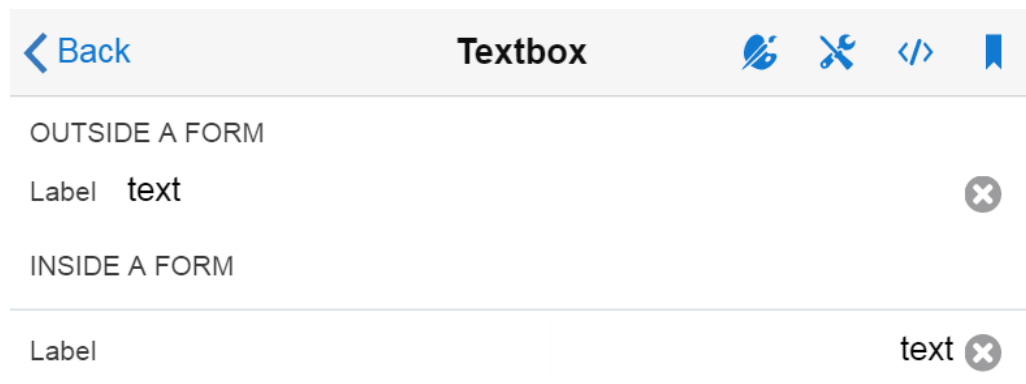 Back Textbox
OUTSIDE A FORM
Label text
INSIDE A FORM
Label text